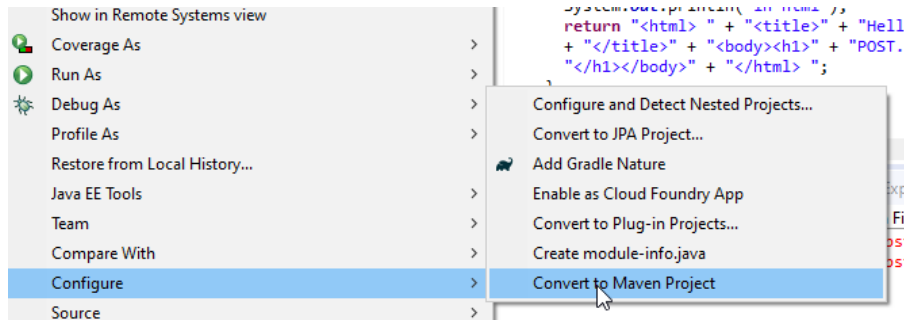 Show in Remote Systems view
Coverage As
Run As
Debug As
Profile As
Restore from Local History...
Java EE Tools
Team
Compare With
Configure
Source
Configure and Detect Nested Projects...
Convert to JPA Project...
Add Gradle Nature
Enable as Cloud Foundry App
Convert to Plug-in Projects...
Create module-info.java
Convert to Maven Project
System.out.println("in html");
return "<html> " + "<title>" + "Hell
+ "</title>" + "<body><h1>" + "POST.
"</h1></body>" + "</html> ";
}